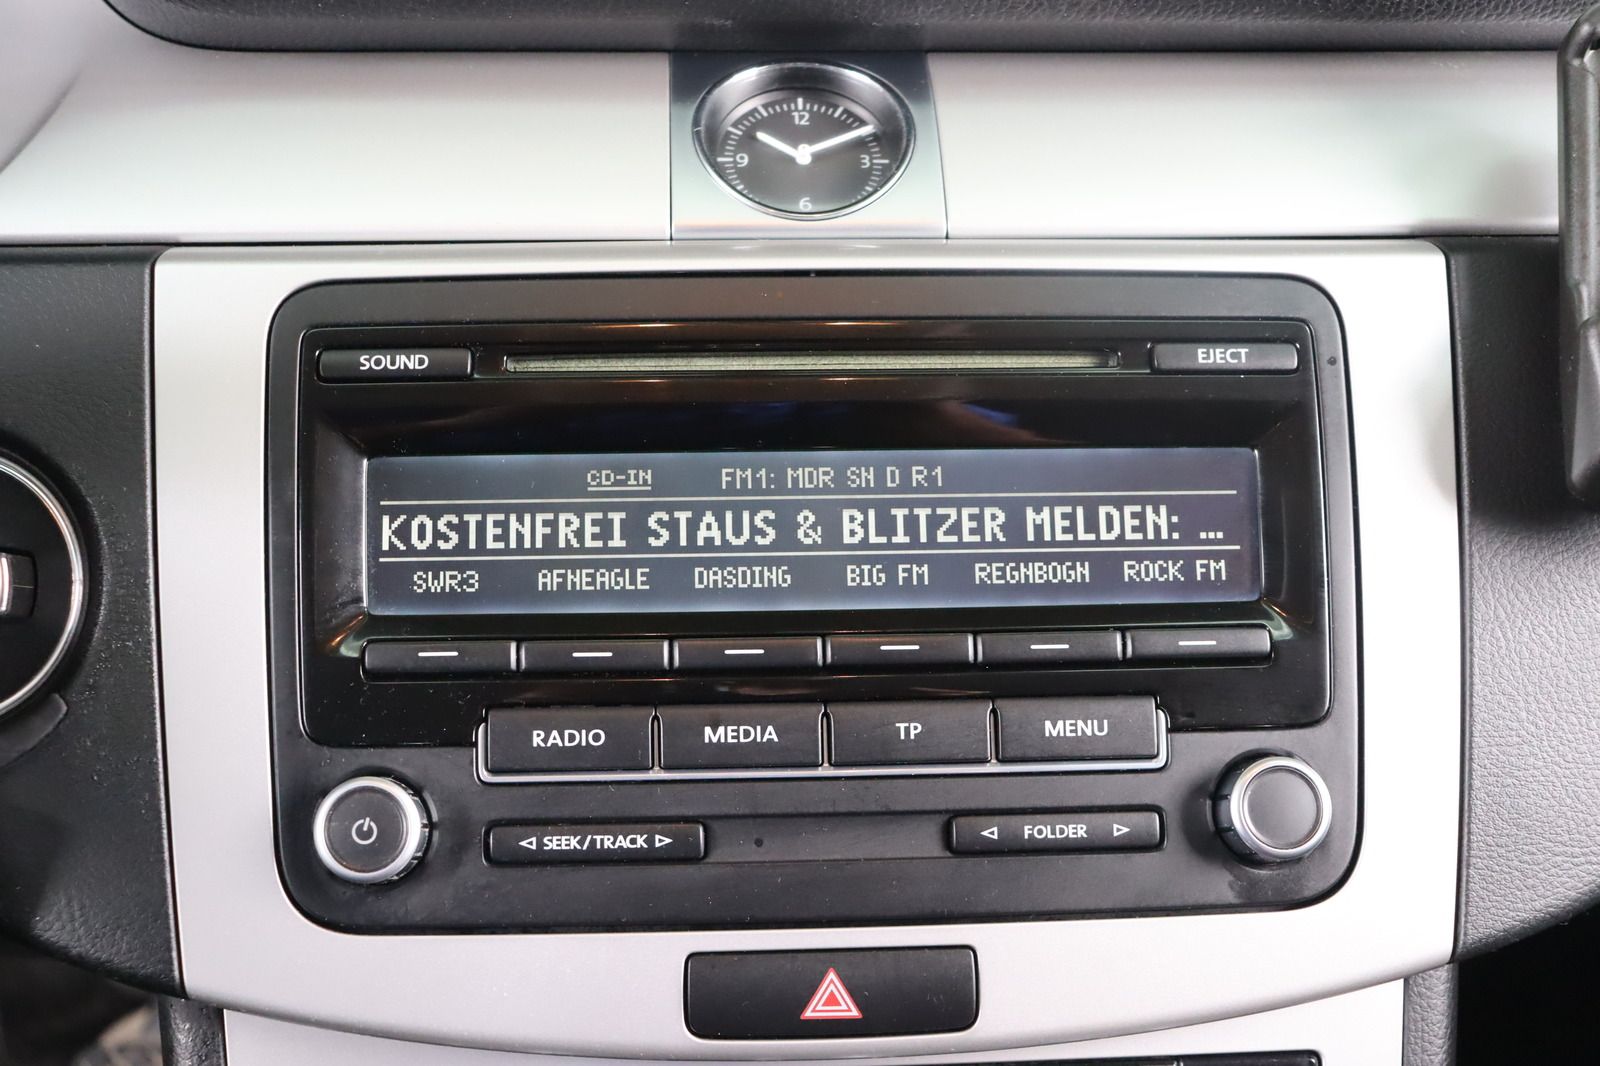 12
9 3
6
SOUND EJECT
CD-IN FM1: MDR SN D R1
KOSTENFREI STAUS & BLITZER MELDEN: ...
SWR3 AFNEAGLE DASDING BIG FM REGNBOGN ROCK FM
RADIO MEDIA TP MENU
SEEK/TRACK FOLDER